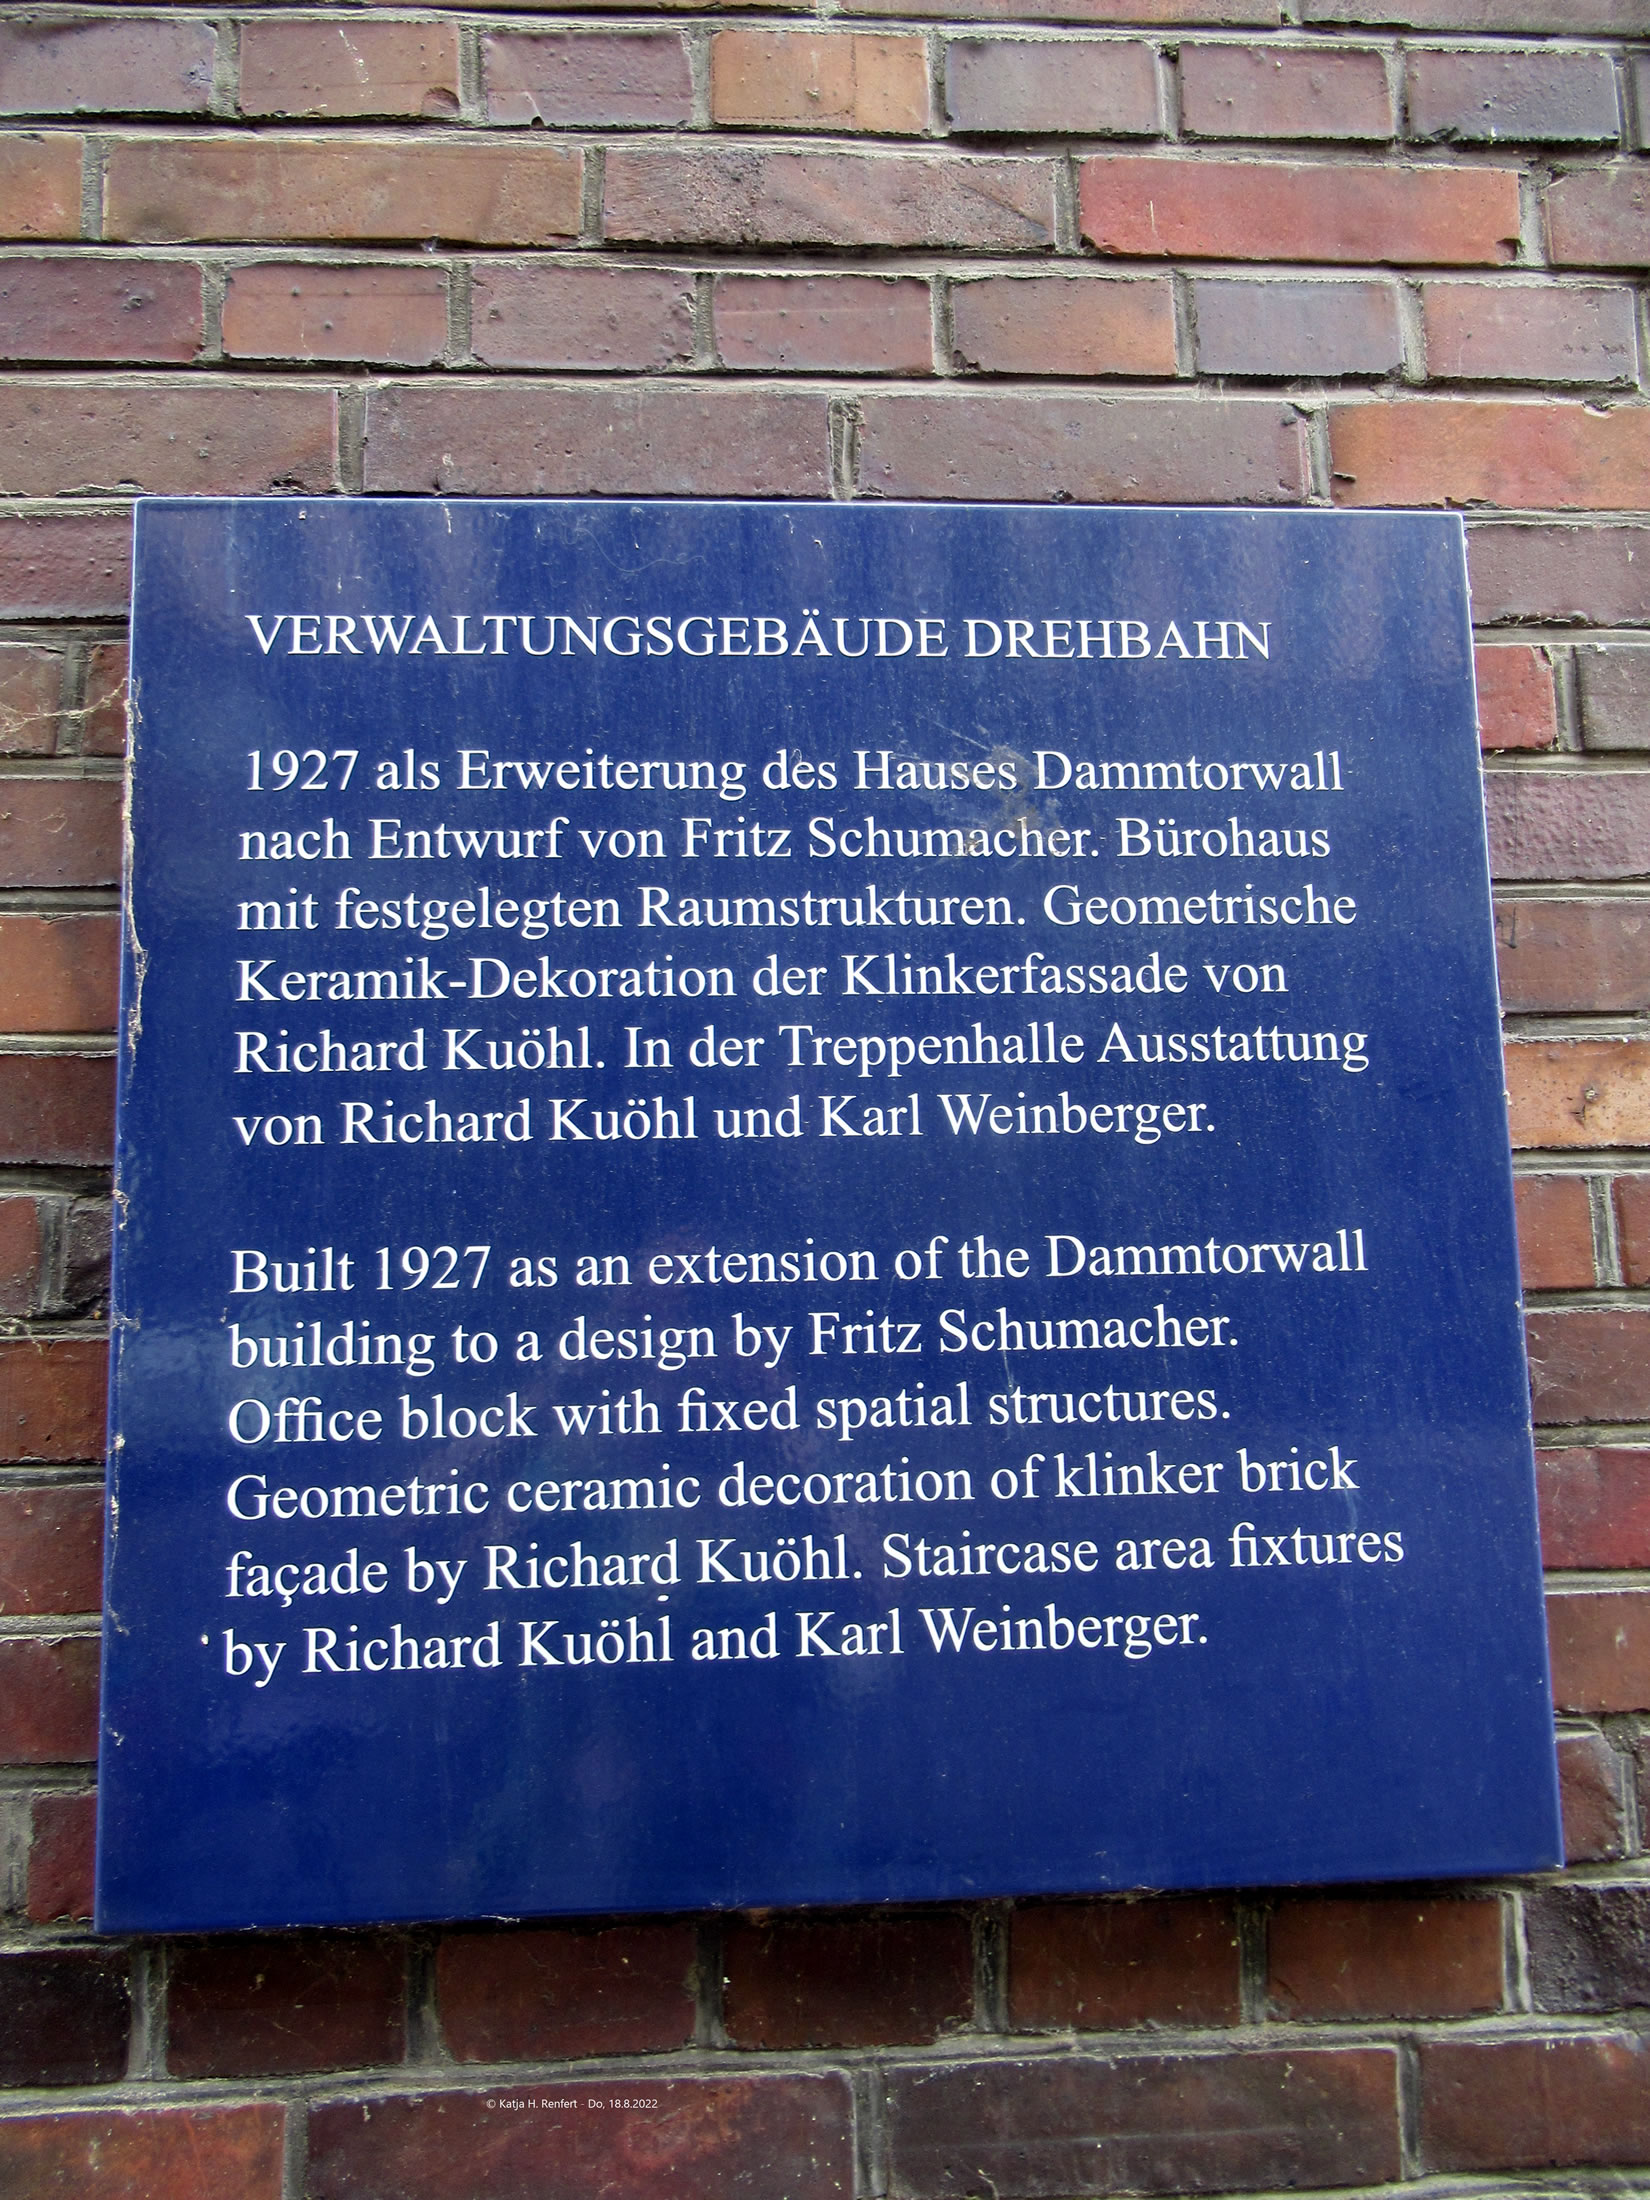 VERWALTUNGSGEBÄUDE DREHBAHN
1927 als Erweiterung des Hauses Dammtorwall
nach Entwurf von Fritz Schumacher. Bürohaus
mit festgelegten Raumstrukturen. Geometrische
Keramik-Dekoration der Klinkerfassade von
Richard Kuöhl. In der Treppenhalle Ausstattung
von Richard Kuöhl und Karl Weinberger.
Built 1927 as an extension of the Dammtorwall
building to a design by Fritz Schumacher.
Office block with fixed spatial structures.
Geometric ceramic decoration of klinker brick
façade by Richard Kuöhl. Staircase area fixtures
by Richard Kuöhl and Karl Weinberger.
© Katja H. Renfert - Do, 18.8.2022